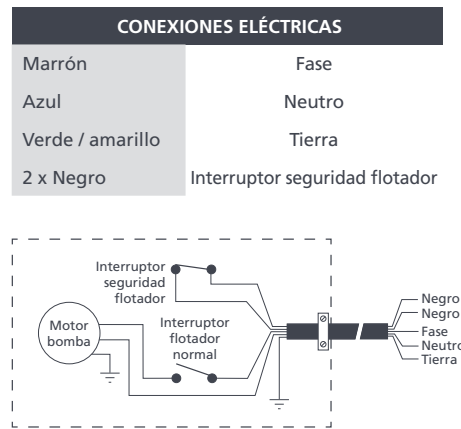 CONEXIONES ELÉCTRICAS
Marrón Fase
Azul Neutro
Verde / amarillo Tierra
2 x Negro Interruptor seguridad flotador
Interruptor
seguridad
flotador
Motor
bomba
Interruptor
flotador
normal
Negro
Negro
Fase
Neutro
Tierra